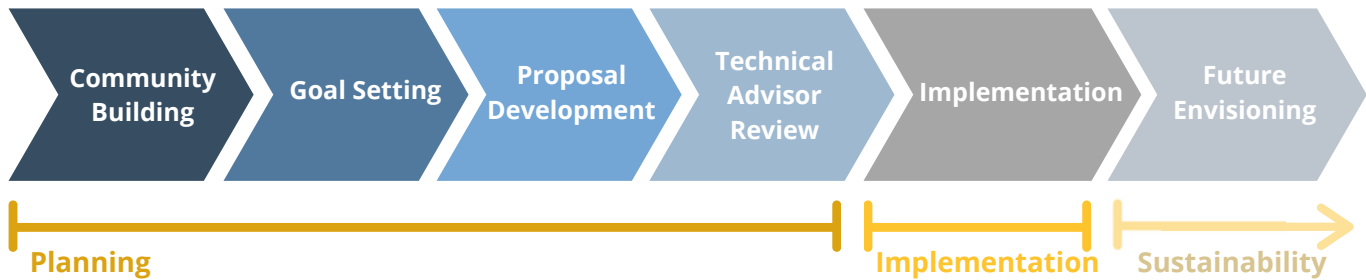 Community
Building
Goal Setting
Proposal
Development
Technical
Advisor
Review
Implementation
Future
Envisioning
Planning
Implementation
Sustainability